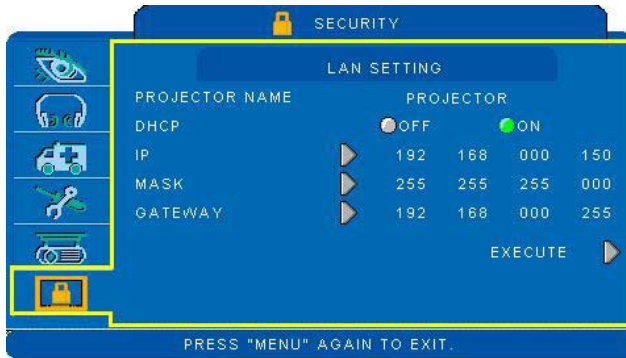 SECURITY
LAN SETTING
PROJECTOR NAME PROJECTOR
DHCP OFF ON
IP 192 168 000 150
MASK 255 255 255 000
GATEWAY 192 168 000 255
EXECUTE
PRESS "MENU" AGAIN TO EXIT.